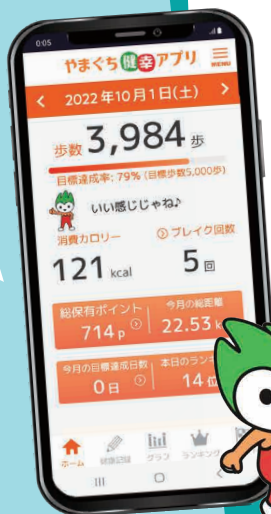 0:05
やまぐち健幸アプリ
MENU
2022年10月1日(土)
歩数 3,984 歩
目標達成率: 79% (目標歩数5,000歩)
いい感じじゃね♪
消費カロリー ブレイク回数
121 kcal 5 回
総保有ポイント 今月の総距離
714 p 22.53 k
今月の目標達成日数 本日のランキ
0 日 14 位
ホーム 健康記録 グラフ ランキング